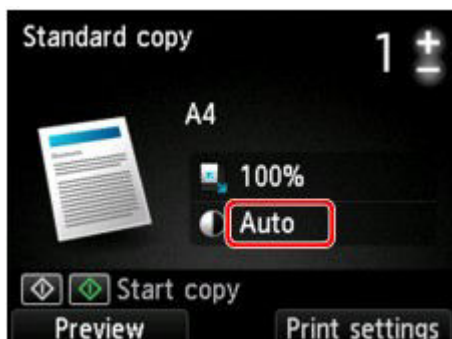 Standard copy
1
A4
100%
Auto
Start copy
Preview Print settings